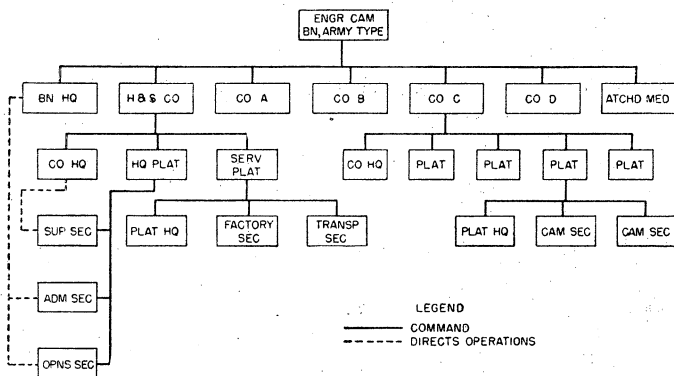 ENGR CAM
BN, ARMY TYPE
BN HQ
H & S CO
CO A
CO B
CO C
CO D
ATCHD MED
CO HQ
HQ PLAT
SERV
PLAT
CO HQ
PLAT
PLAT
PLAT
PLAT
SUP SEC
PLAT HQ
FACTORY
SEC
TRANSP
SEC
PLAT HQ
CAM SEC
CAM SEC
ADM SEC
OPNS SEC
LEGEND
COMMAND
DIRECTS OPERATIONS